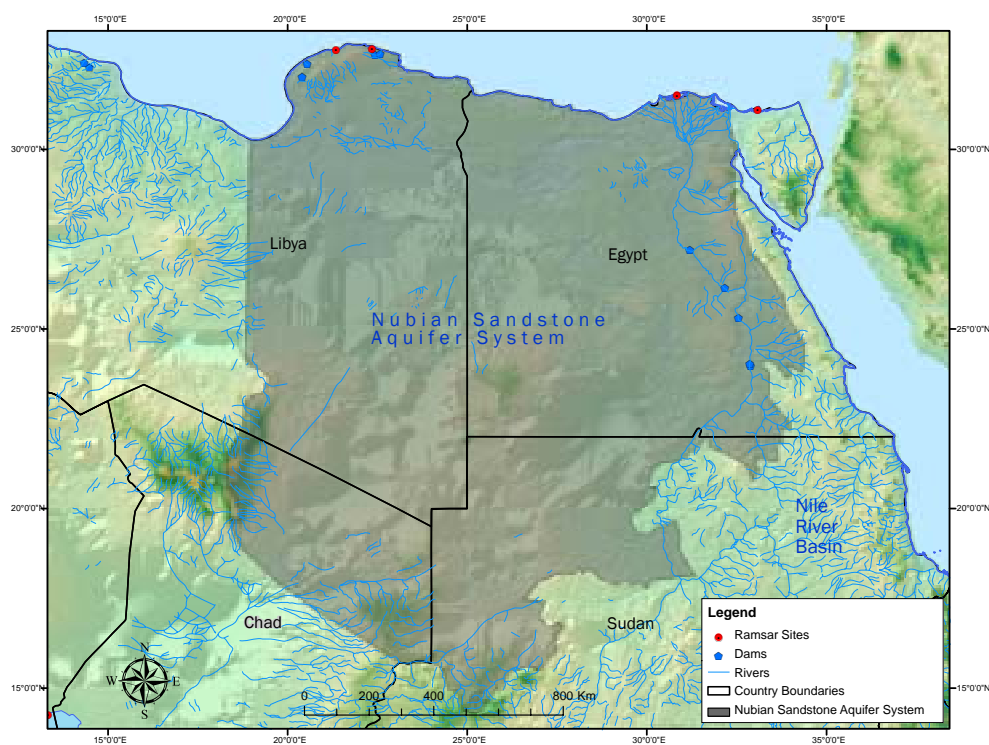 15°0'0"E 20°0'0"E 25°0'0"E 30°0'0"E 35°0'0"E
30°0'0"N 30°0'0"N
Libya
Egypt
Nubian Sandstone
Aquifer System
25°0'0"N 25°0'0"N
20°0'0"N 20°0'0"N
Nile
River
Basin
Chad
Sudan
N
W E
S
0 200 400 800 Km
15°0'0"N 15°0'0"N
Legend
Ramsar Sites
Dams
Rivers
Country Boundaries
Nubian Sandstone Aquifer System
15°0'0"E 20°0'0"E 25°0'0"E 30°0'0"E 35°0'0"E